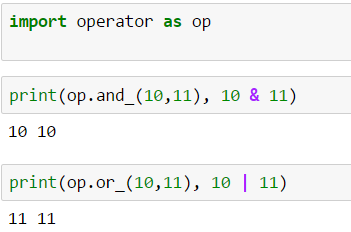 import operator as op
print(op.and_(10,11), 10 & 11)
10 10
print(op.or_(10,11), 10 | 11)
11 11